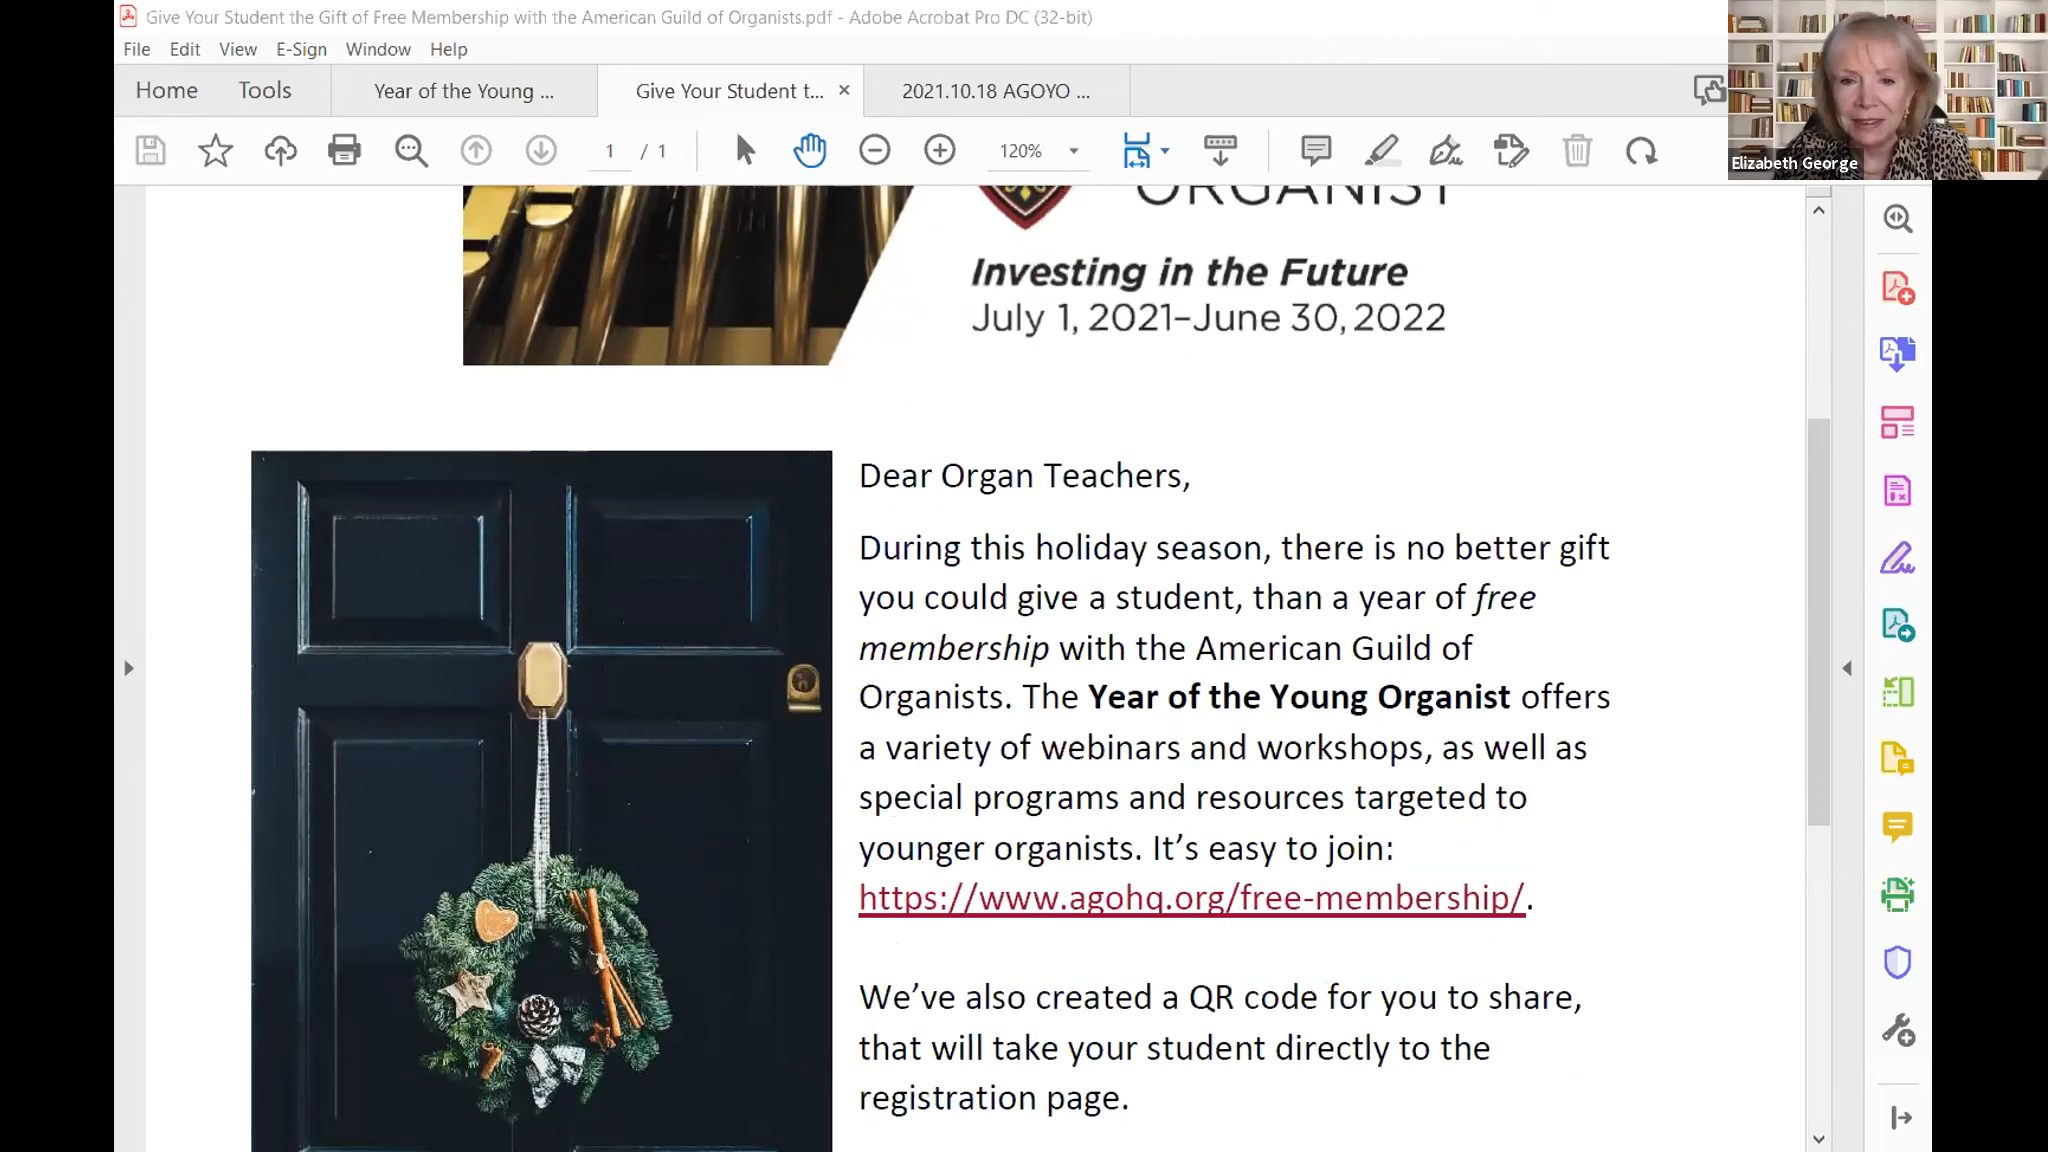 Give Your Student the Gift of Free Membership with the American Guild of Organists.pdf - Adobe Acrobat Pro DC (32-bit)
File Edit View E-Sign Window Help
Home Tools Year of the Young ... Give Your Student t... × 2021.10.18 AGOYO ...
1 / 1 120%
Elizabeth George
ORGANIST
Investing in the Future
July 1, 2021–June 30, 2022
Dear Organ Teachers,
During this holiday season, there is no better gift
you could give a student, than a year of free
membership with the American Guild of
Organists. The Year of the Young Organist offers
a variety of webinars and workshops, as well as
special programs and resources targeted to
younger organists. It’s easy to join:
https://www.agohq.org/free-membership/.
We’ve also created a QR code for you to share,
that will take your student directly to the
registration page.